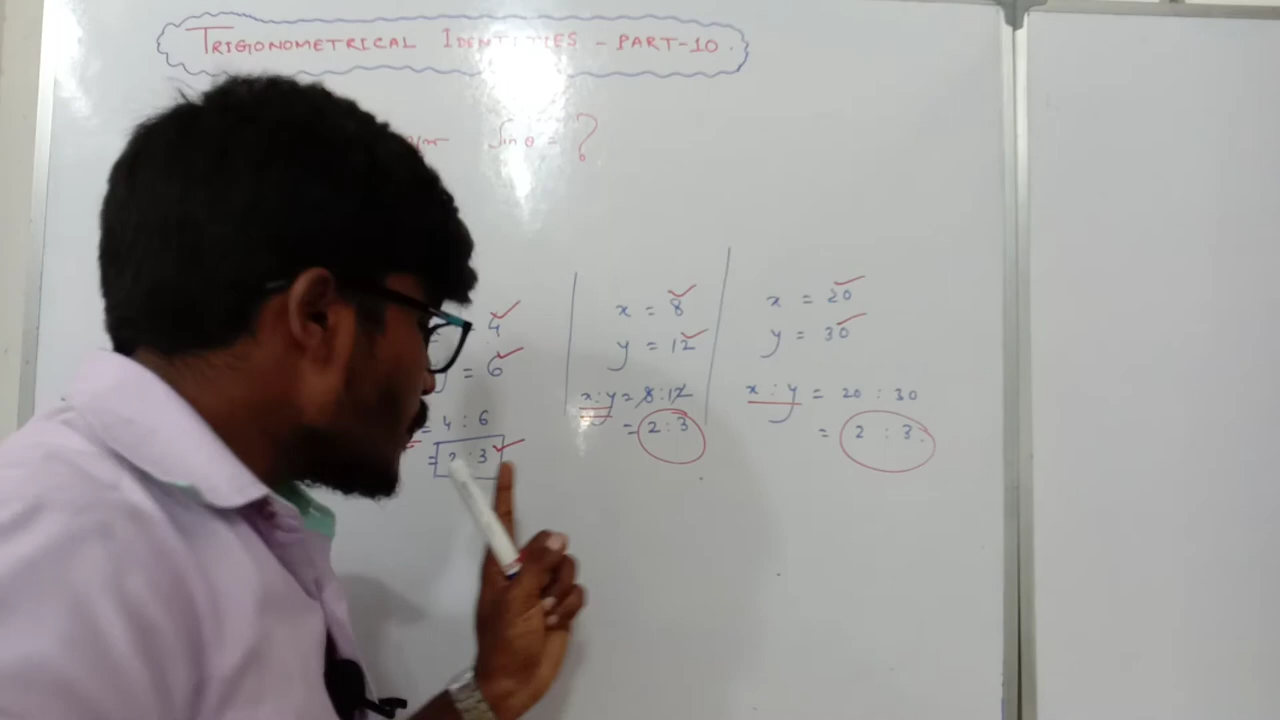 TRIGONOMETRICAL IDENTITIES - PART-10.
Sin θ = ?
= 4
= 6
= 4 : 6
= 2 : 3
x = 8
y = 12
x : y = 8 : 12
= 2 : 3
x = 20
y = 30
x : y = 20 : 30
= 2 : 3.